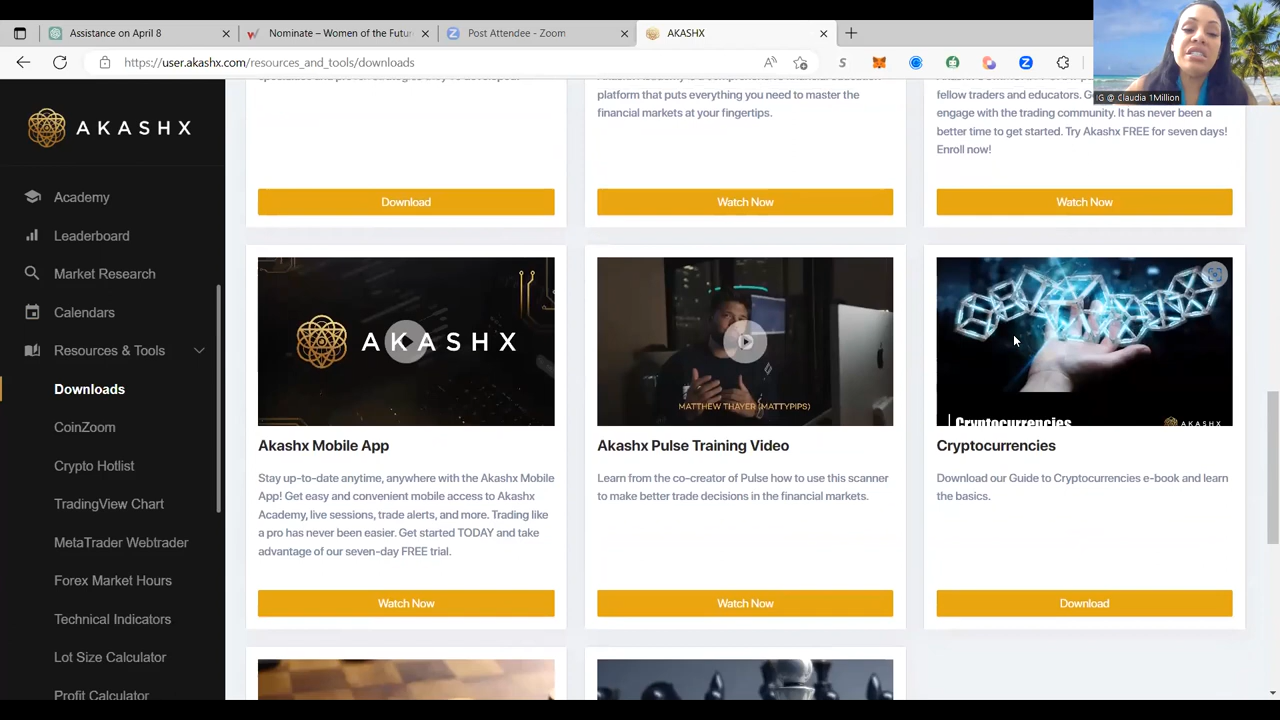 Assistance on April 8
Nominate – Women of the Futur
Post Attendee - Zoom
AKASHX
https://user.akashx.com/resources_and_tools/downloads
IG @ Claudia 1Million
AKASHX
Academy
Leaderboard
Market Research
Calendars
Resources & Tools
Downloads
CoinZoom
Crypto Hotlist
TradingView Chart
MetaTrader Webtrader
Forex Market Hours
Technical Indicators
Lot Size Calculator
Profit Calculator
Download
platform that puts everything you need to master the
financial markets at your fingertips.
Watch Now
fellow traders and educators. G
engage with the trading community. It has never been a
better time to get started. Try Akashx FREE for seven days!
Enroll now!
Watch Now
AKASHX
Akashx Mobile App
Stay up-to-date anytime, anywhere with the Akashx Mobile
App! Get easy and convenient mobile access to Akashx
Academy, live sessions, trade alerts, and more. Trading like
a pro has never been easier. Get started TODAY and take
advantage of our seven-day FREE trial.
Watch Now
MATTHEW THAYER (MATTYPIPS)
Akashx Pulse Training Video
Learn from the co-creator of Pulse how to use this scanner
to make better trade decisions in the financial markets.
Watch Now
Cryptocurrencies
AKASHX
Cryptocurrencies
Download our Guide to Cryptocurrencies e-book and learn
the basics.
Download